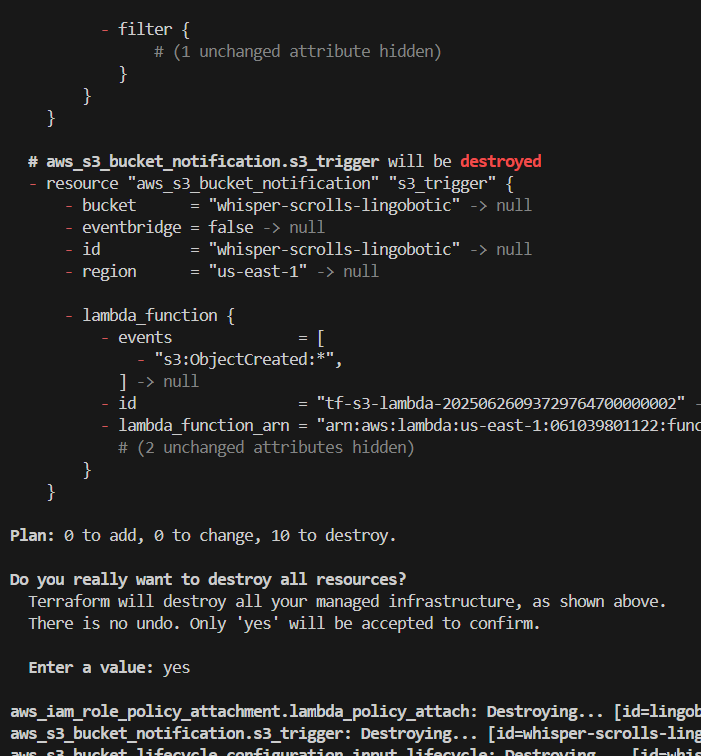 - filter {
# (1 unchanged attribute hidden)
}
}
}
# aws_s3_bucket_notification.s3_trigger will be destroyed
- resource "aws_s3_bucket_notification" "s3_trigger" {
- bucket      = "whisper-scrolls-lingobotic" -> null
- eventbridge = false -> null
- id          = "whisper-scrolls-lingobotic" -> null
- region      = "us-east-1" -> null
- lambda_function {
- events              = [
- "s3:ObjectCreated:*",
] -> null
- id                  = "tf-s3-lambda-20250626093729764700000002" -
- lambda_function_arn = "arn:aws:lambda:us-east-1:061039801122:func
# (2 unchanged attributes hidden)
}
}
Plan: 0 to add, 0 to change, 10 to destroy.
Do you really want to destroy all resources?
Terraform will destroy all your managed infrastructure, as shown above.
There is no undo. Only 'yes' will be accepted to confirm.
Enter a value: yes
aws_iam_role_policy_attachment.lambda_policy_attach: Destroying... [id=lingob
aws_s3_bucket_notification.s3_trigger: Destroying... [id=whisper-scrolls-ling
aws_s3_bucket_lifecycle_configuration.input_lifecycle: Destroying... [id=whis